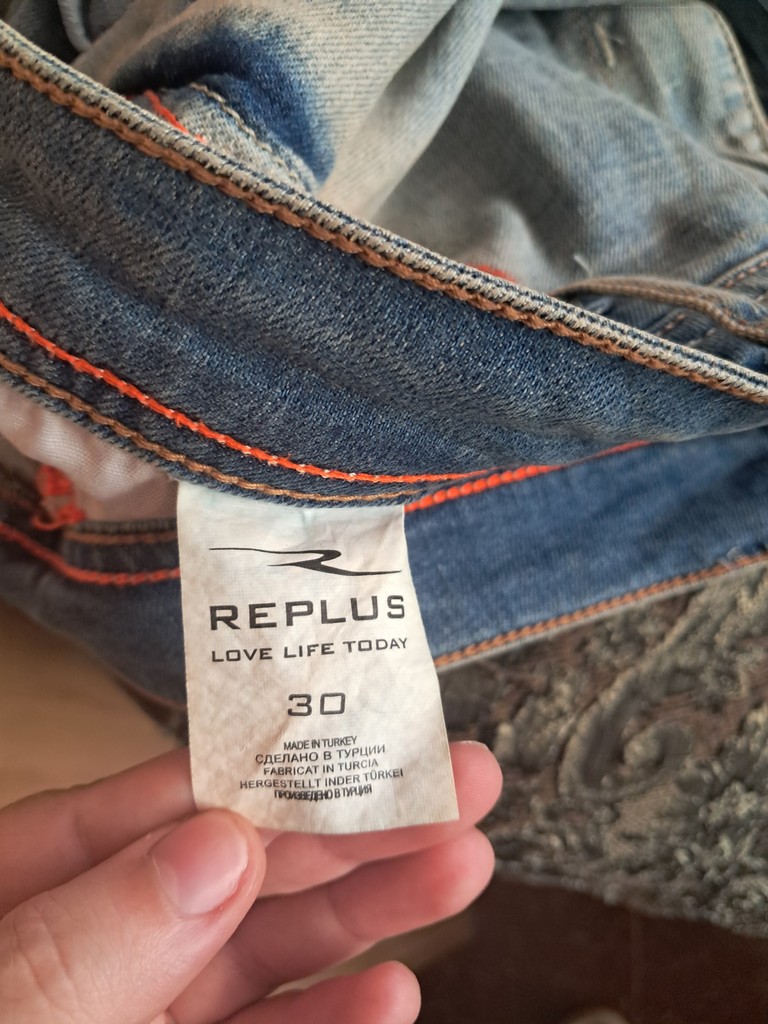 REPLUS
LOVE LIFE TODAY
30
MADE IN TURKEY
СДЕЛАНО В ТУРЦИИ
FABRICAT IN TURCIA
HERGESTELLT INDER TÜRKEI
ПРОИЗВЕДЕНО В ТУРЦИЯ